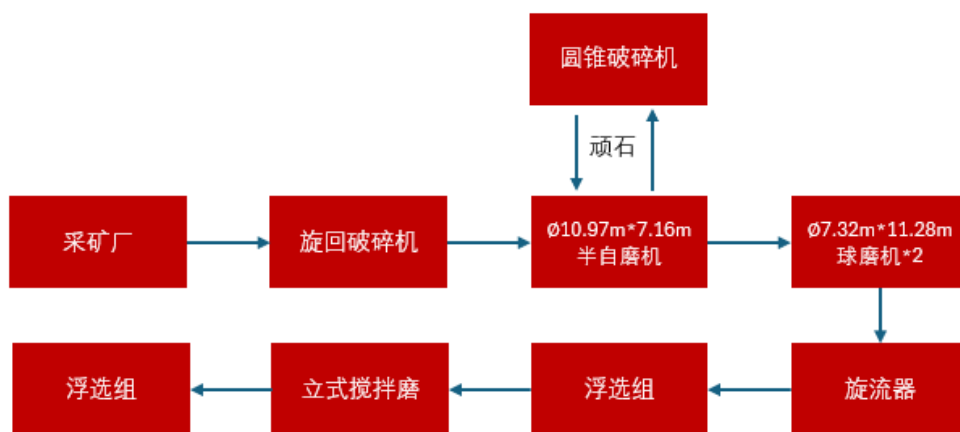 圆锥破碎机
顽石
采矿厂
旋回破碎机
Ø10.97m*7.16m
半自磨机
Ø7.32m*11.28m
球磨机*2
浮选组
立式搅拌磨
浮选组
旋流器